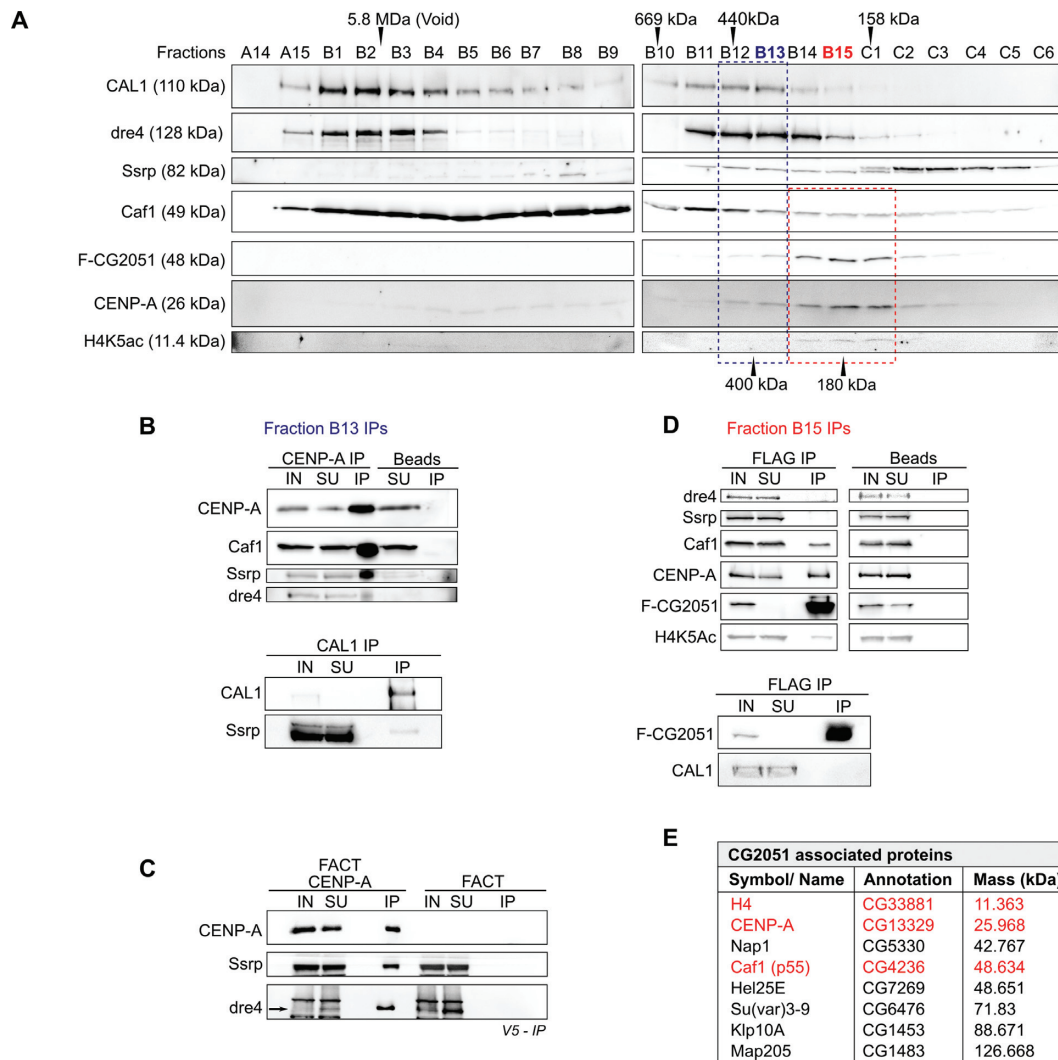 A
5.8 MDa (Void)
669 kDa
440kDa
158 kDa
Fractions A14 A15 B1 B2 B3 B4 B5 B6 B7 B8 B9 B10 B11 B12 B13 B14 B15 C1 C2 C3 C4 C5 C6
CAL1 (110 kDa)
dre4 (128 kDa)
Ssrp (82 kDa)
Caf1 (49 kDa)
F-CG2051 (48 kDa)
CENP-A (26 kDa)
H4K5ac (11.4 kDa)
400 kDa
180 kDa
B
Fraction B13 IPs
CENP-A IP Beads
IN SU IP SU IP
CENP-A
Caf1
Ssrp
dre4
CAL1 IP
IN SU IP
CAL1
Ssrp
C
FACT
CENP-A FACT
IN SU IP IN SU IP
CENP-A
Ssrp
dre4
V5 - IP
D
Fraction B15 IPs
FLAG IP Beads
IN SU IP IN SU IP
dre4
Ssrp
Caf1
CENP-A
F-CG2051
H4K5Ac
FLAG IP
IN SU IP
F-CG2051
CAL1
E
CG2051 associated proteins
Symbol/ Name Annotation Mass (kDa)
H4 CG33881 11.363
CENP-A CG13329 25.968
Nap1 CG5330 42.767
Caf1 (p55) CG4236 48.634
Hel25E CG7269 48.651
Su(var)3-9 CG6476 71.83
Klp10A CG1453 88.671
Map205 CG1483 126.668